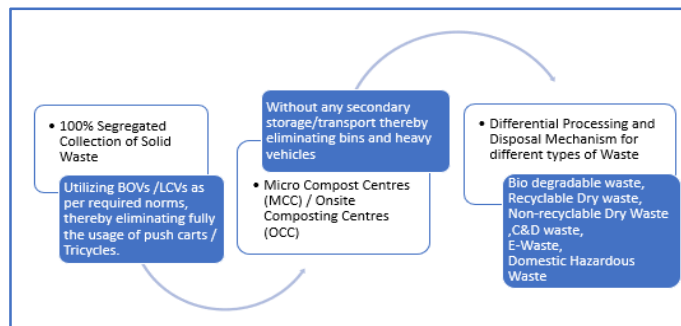 • 100% Segregated
Collection of Solid
Waste
Utilizing BOVs /LCVs as
per required norms,
thereby eliminating fully
the usage of push carts /
Tricycles.
Without any secondary
storage/transport thereby
eliminating bins and heavy
vehicles
• Micro Compost Centres
(MCC) / Onsite
Composting Centres
(OCC)
• Differential Processing and
Disposal Mechanism for
different types of Waste
Bio degradable waste,
Recyclable Dry waste,
Non-recyclable Dry Waste
,C&D waste,
E-Waste,
Domestic Hazardous
Waste